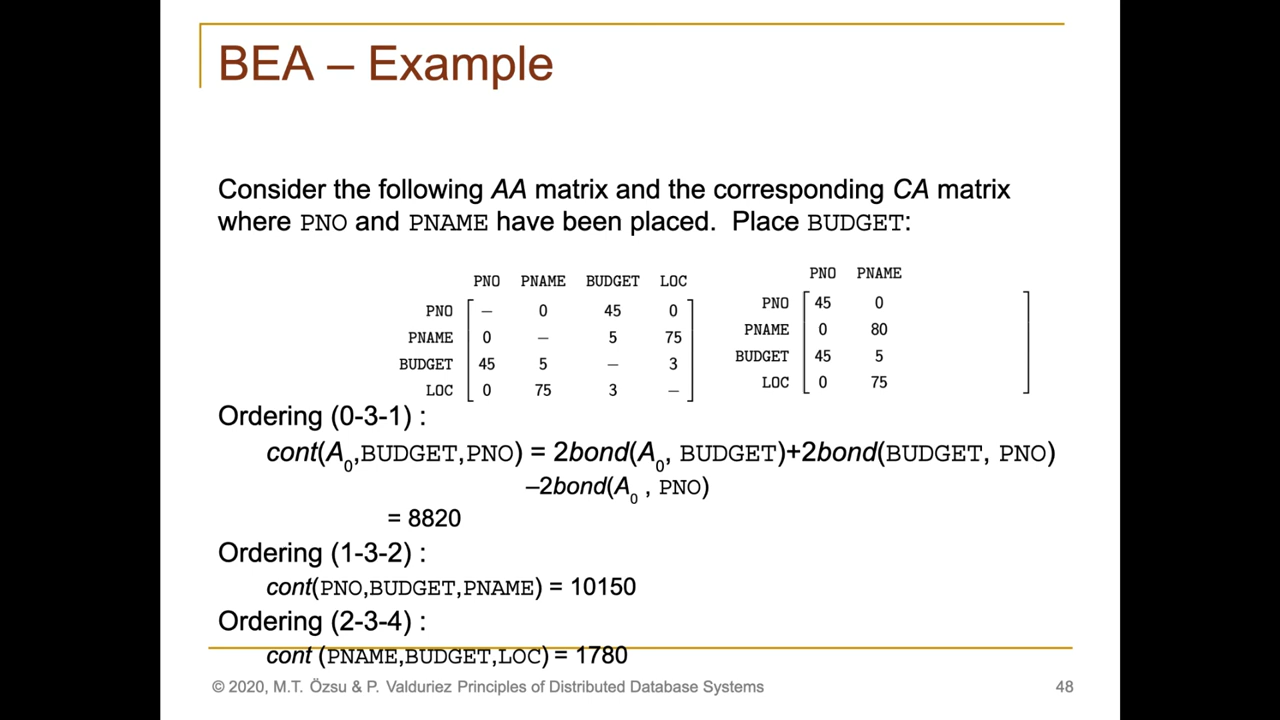 BEA – Example
Consider the following AA matrix and the corresponding CA matrix
where PNO and PNAME have been placed. Place BUDGET:
PNO PNAME BUDGET LOC
PNO – 0 45 0
PNAME 0 – 5 75
BUDGET 45 5 – 3
LOC 0 75 3 –
PNO PNAME
PNO 45 0
PNAME 0 80
BUDGET 45 5
LOC 0 75
Ordering (0-3-1) :
cont(A0,BUDGET,PNO) = 2bond(A0, BUDGET)+2bond(BUDGET, PNO)
–2bond(A0 , PNO)
= 8820
Ordering (1-3-2) :
cont(PNO,BUDGET,PNAME) = 10150
Ordering (2-3-4) :
cont (PNAME,BUDGET,LOC) = 1780
© 2020, M.T. Özsu & P. Valduriez Principles of Distributed Database Systems 48